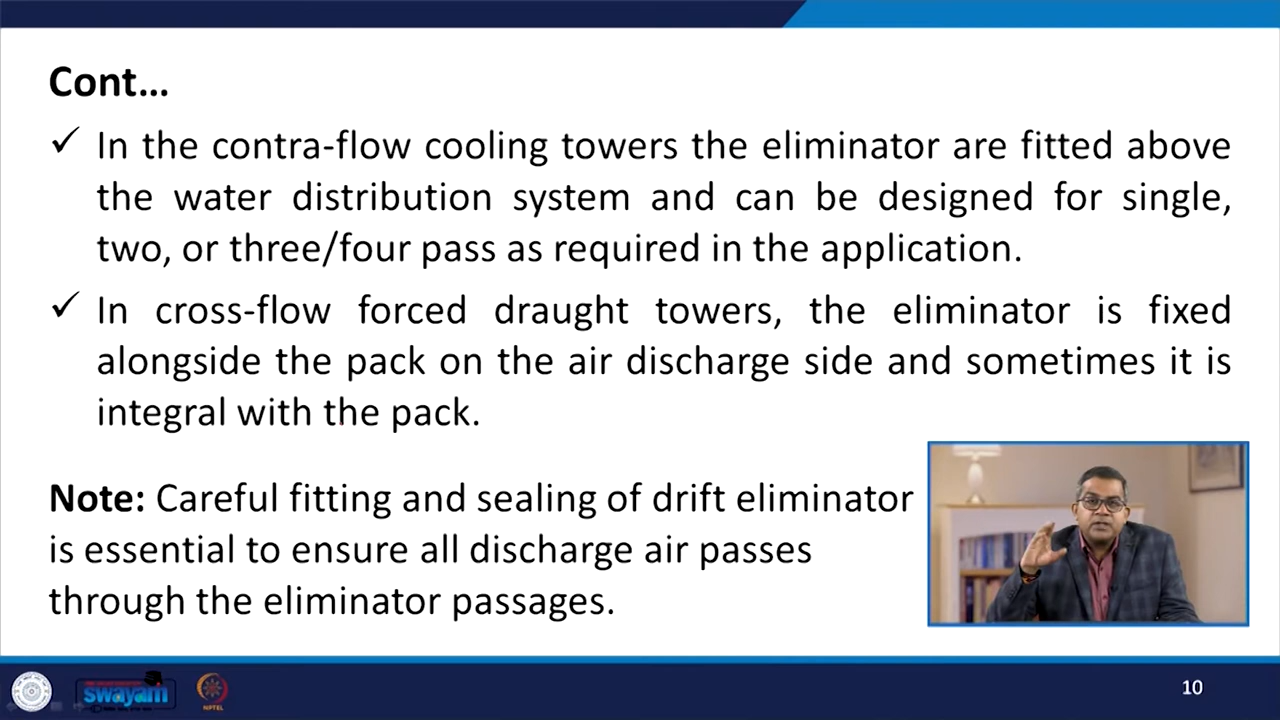 Cont...
✓ In the contra-flow cooling towers the eliminator are fitted above
the water distribution system and can be designed for single,
two, or three/four pass as required in the application.
✓ In cross-flow forced draught towers, the eliminator is fixed
alongside the pack on the air discharge side and sometimes it is
integral with the pack.
Note: Careful fitting and sealing of drift eliminator
is essential to ensure all discharge air passes
through the eliminator passages.
swayam
NPTEL
10